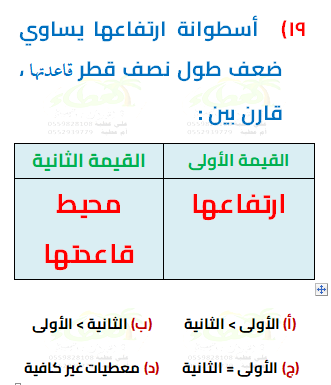 ١٩) أسطوانة ارتفاعها يساوي
ضعف طول نصف قطر قاعدتها ،
قارن بين :
القيمة الأولى القيمة الثانية
ارتفاعها محيط
قاعدتها
(أ) الأولى > الثانية (ب) الثانية > الأولى
(ج) الأولى = الثانية (د) معطيات غير كافية